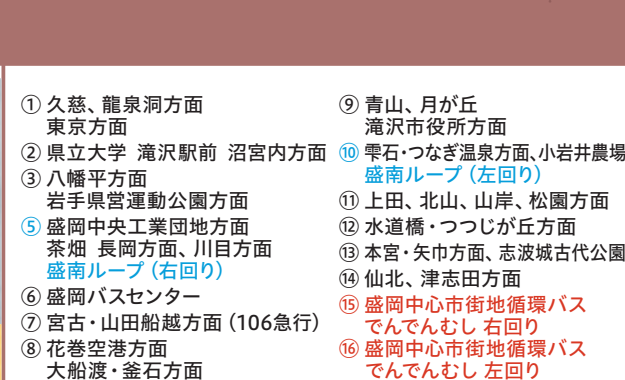 ① 久慈、龍泉洞方面
東京方面
② 県立大学 滝沢駅前 沼宮内方面
③ 八幡平方面
岩手県営運動公園方面
⑤ 盛岡中央工業団地方面
茶畑 長岡方面、川目方面
盛南ループ（右回り）
⑥ 盛岡バスセンター
⑦ 宮古・山田船越方面（106急行）
⑧ 花巻空港方面
大船渡・釜石方面
⑨ 青山、月が丘
滝沢市役所方面
⑩ 雫石・つなぎ温泉方面、小岩井農場
盛南ループ（左回り）
⑪ 上田、北山、山岸、松園方面
⑫ 水道橋・つつじが丘方面
⑬ 本宮・矢巾方面、志波城古代公園
⑭ 仙北、津志田方面
⑮ 盛岡中心市街地循環バス
でんでんむし 右回り
⑯ 盛岡中心市街地循環バス
でんでんむし 左回り